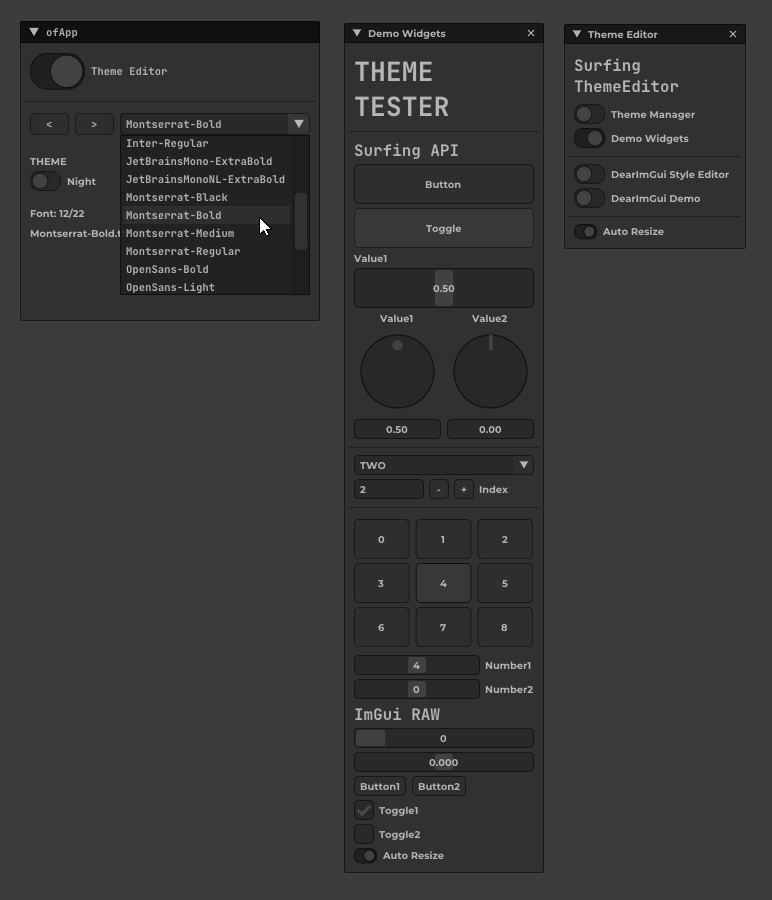 ofApp
Theme Editor
< > Montserrat-Bold
Inter-Regular
JetBrainsMono-ExtraBold
JetBrainsMonoNL-ExtraBold
Montserrat-Black
Montserrat-Bold
Montserrat-Medium
Montserrat-Regular
OpenSans-Bold
OpenSans-Light
THEME
Night
Font: 12/22
Montserrat-Bold.t
Demo Widgets
THEME
TESTER
Surfing API
Button
Toggle
Value1
0.50
Value1 Value2
0.50 0.00
TWO
2 - + Index
0 1 2
3 4 5
6 7 8
4 Number1
0 Number2
ImGui RAW
0
0.000
Button1 Button2
Toggle1
Toggle2
Auto Resize
Theme Editor
Surfing
ThemeEditor
Theme Manager
Demo Widgets
DearImGui Style Editor
DearImGui Demo
Auto Resize